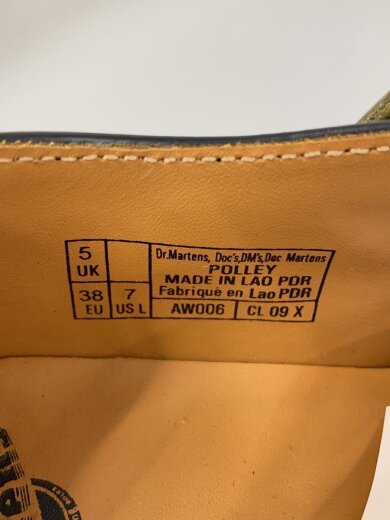 5
UK
38
EU
7
US L
Dr.Martens, Doc's,DM's,Doc Martens
POLLEY
MADE IN LAO PDR
Fabriqué en Lao PDR
AW006
CL 09 X